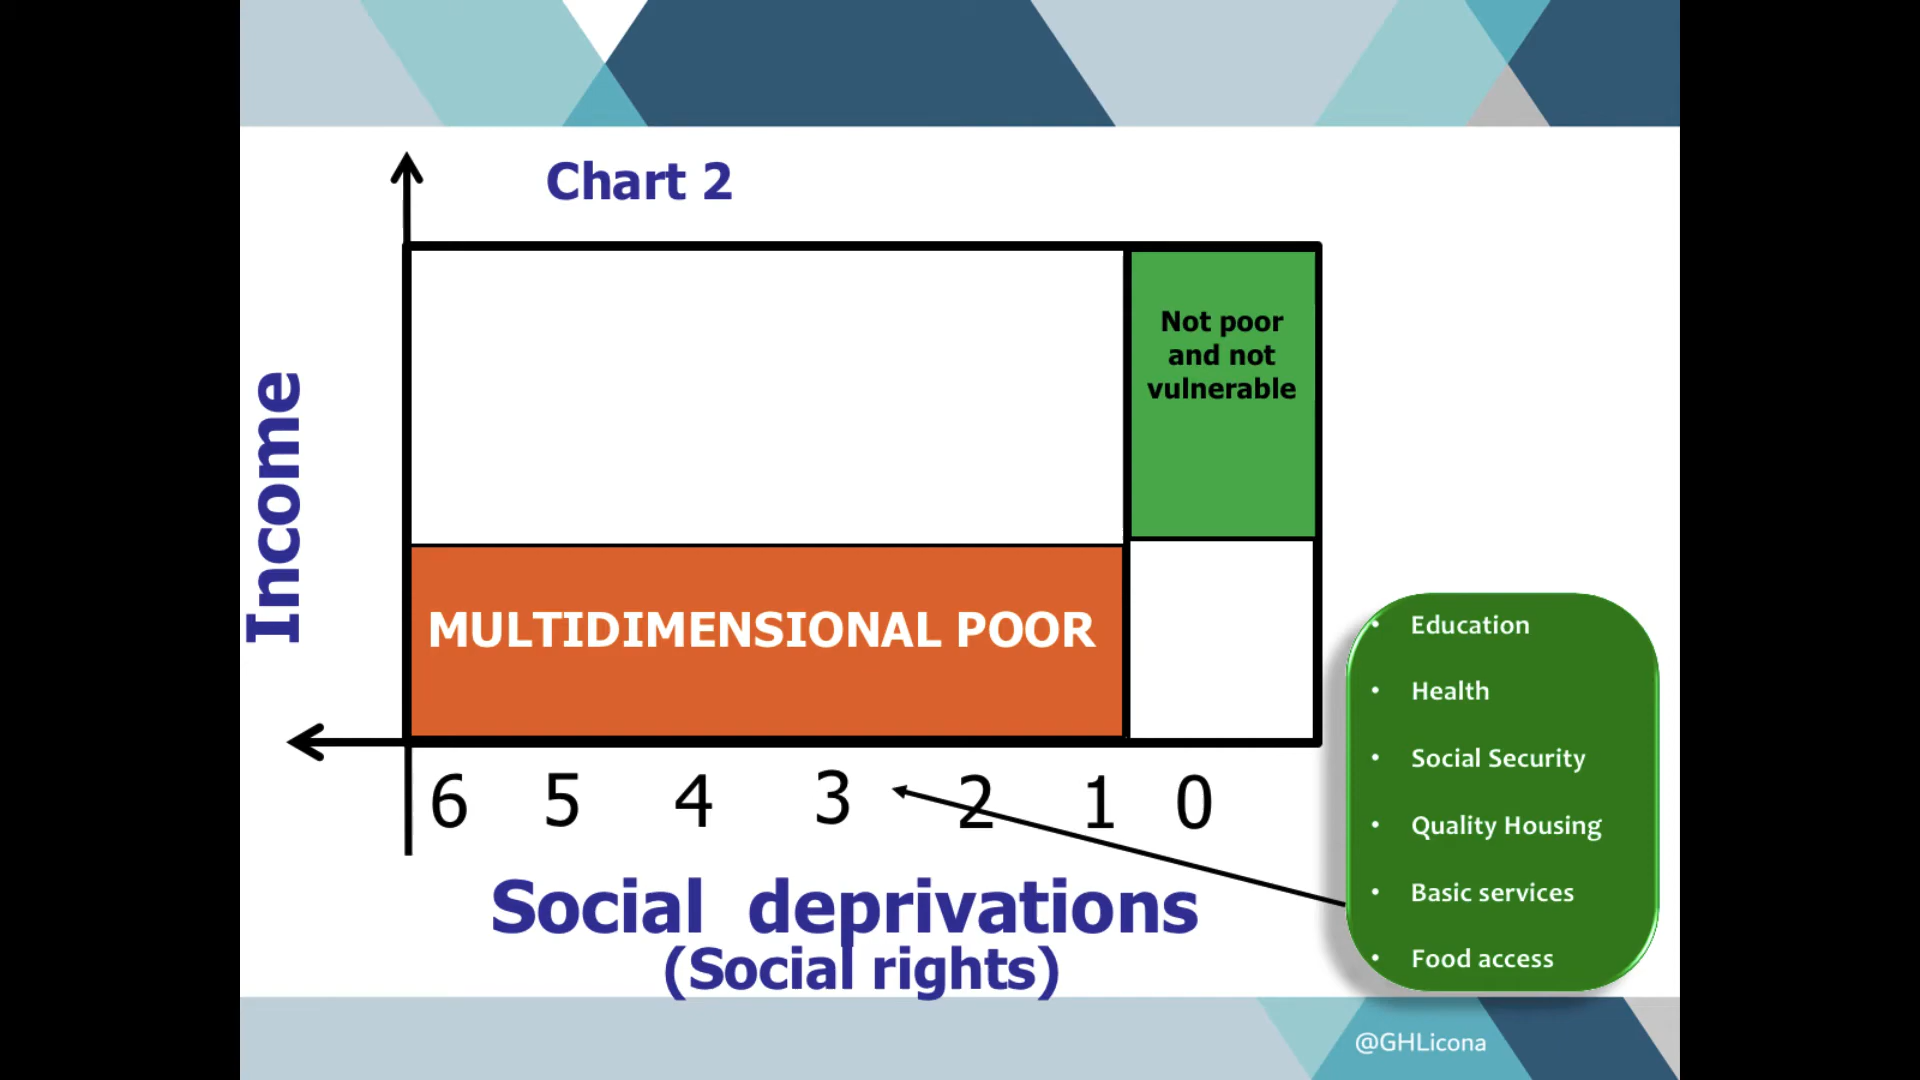 Chart 2
Income
Not poor
and not
vulnerable
MULTIDIMENSIONAL POOR
6 5 4 3 2 1 0
Social deprivations
(Social rights)
• Education
• Health
• Social Security
• Quality Housing
• Basic services
• Food access
@GHLicona